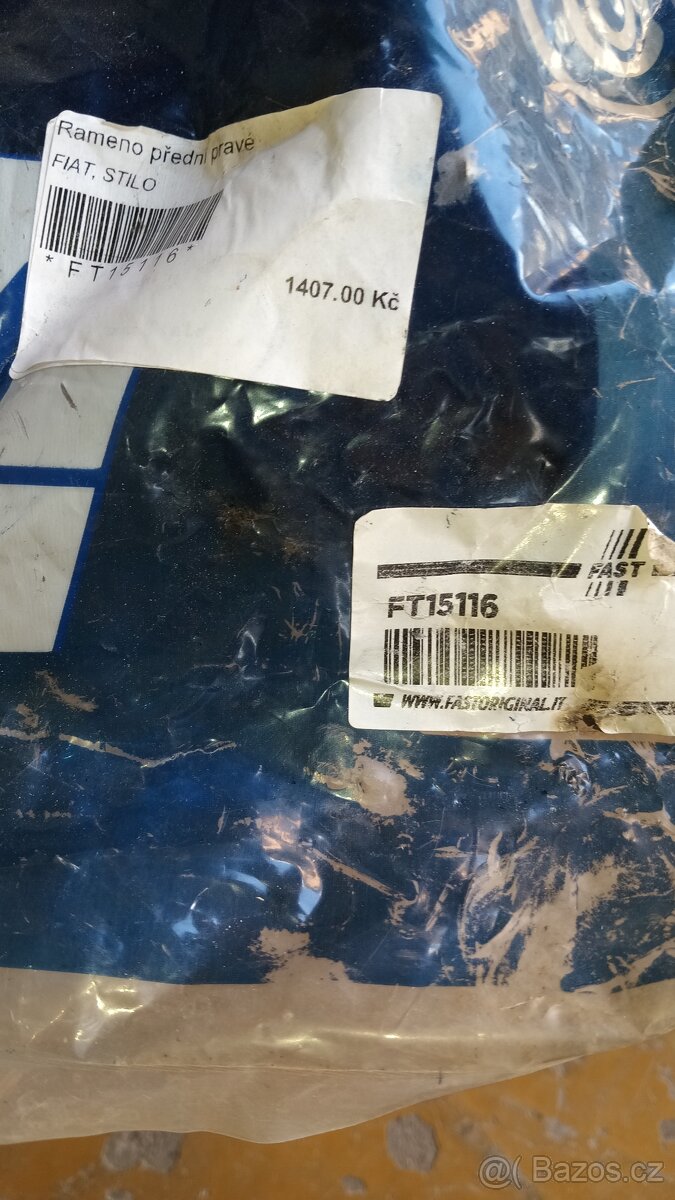 Rameno přední pravé
FIAT, STILO
*FT15116*
1407.00 Kč
FAST
FT15116
WWW.FASTORIGINAL.IT
@ Bazos.cz